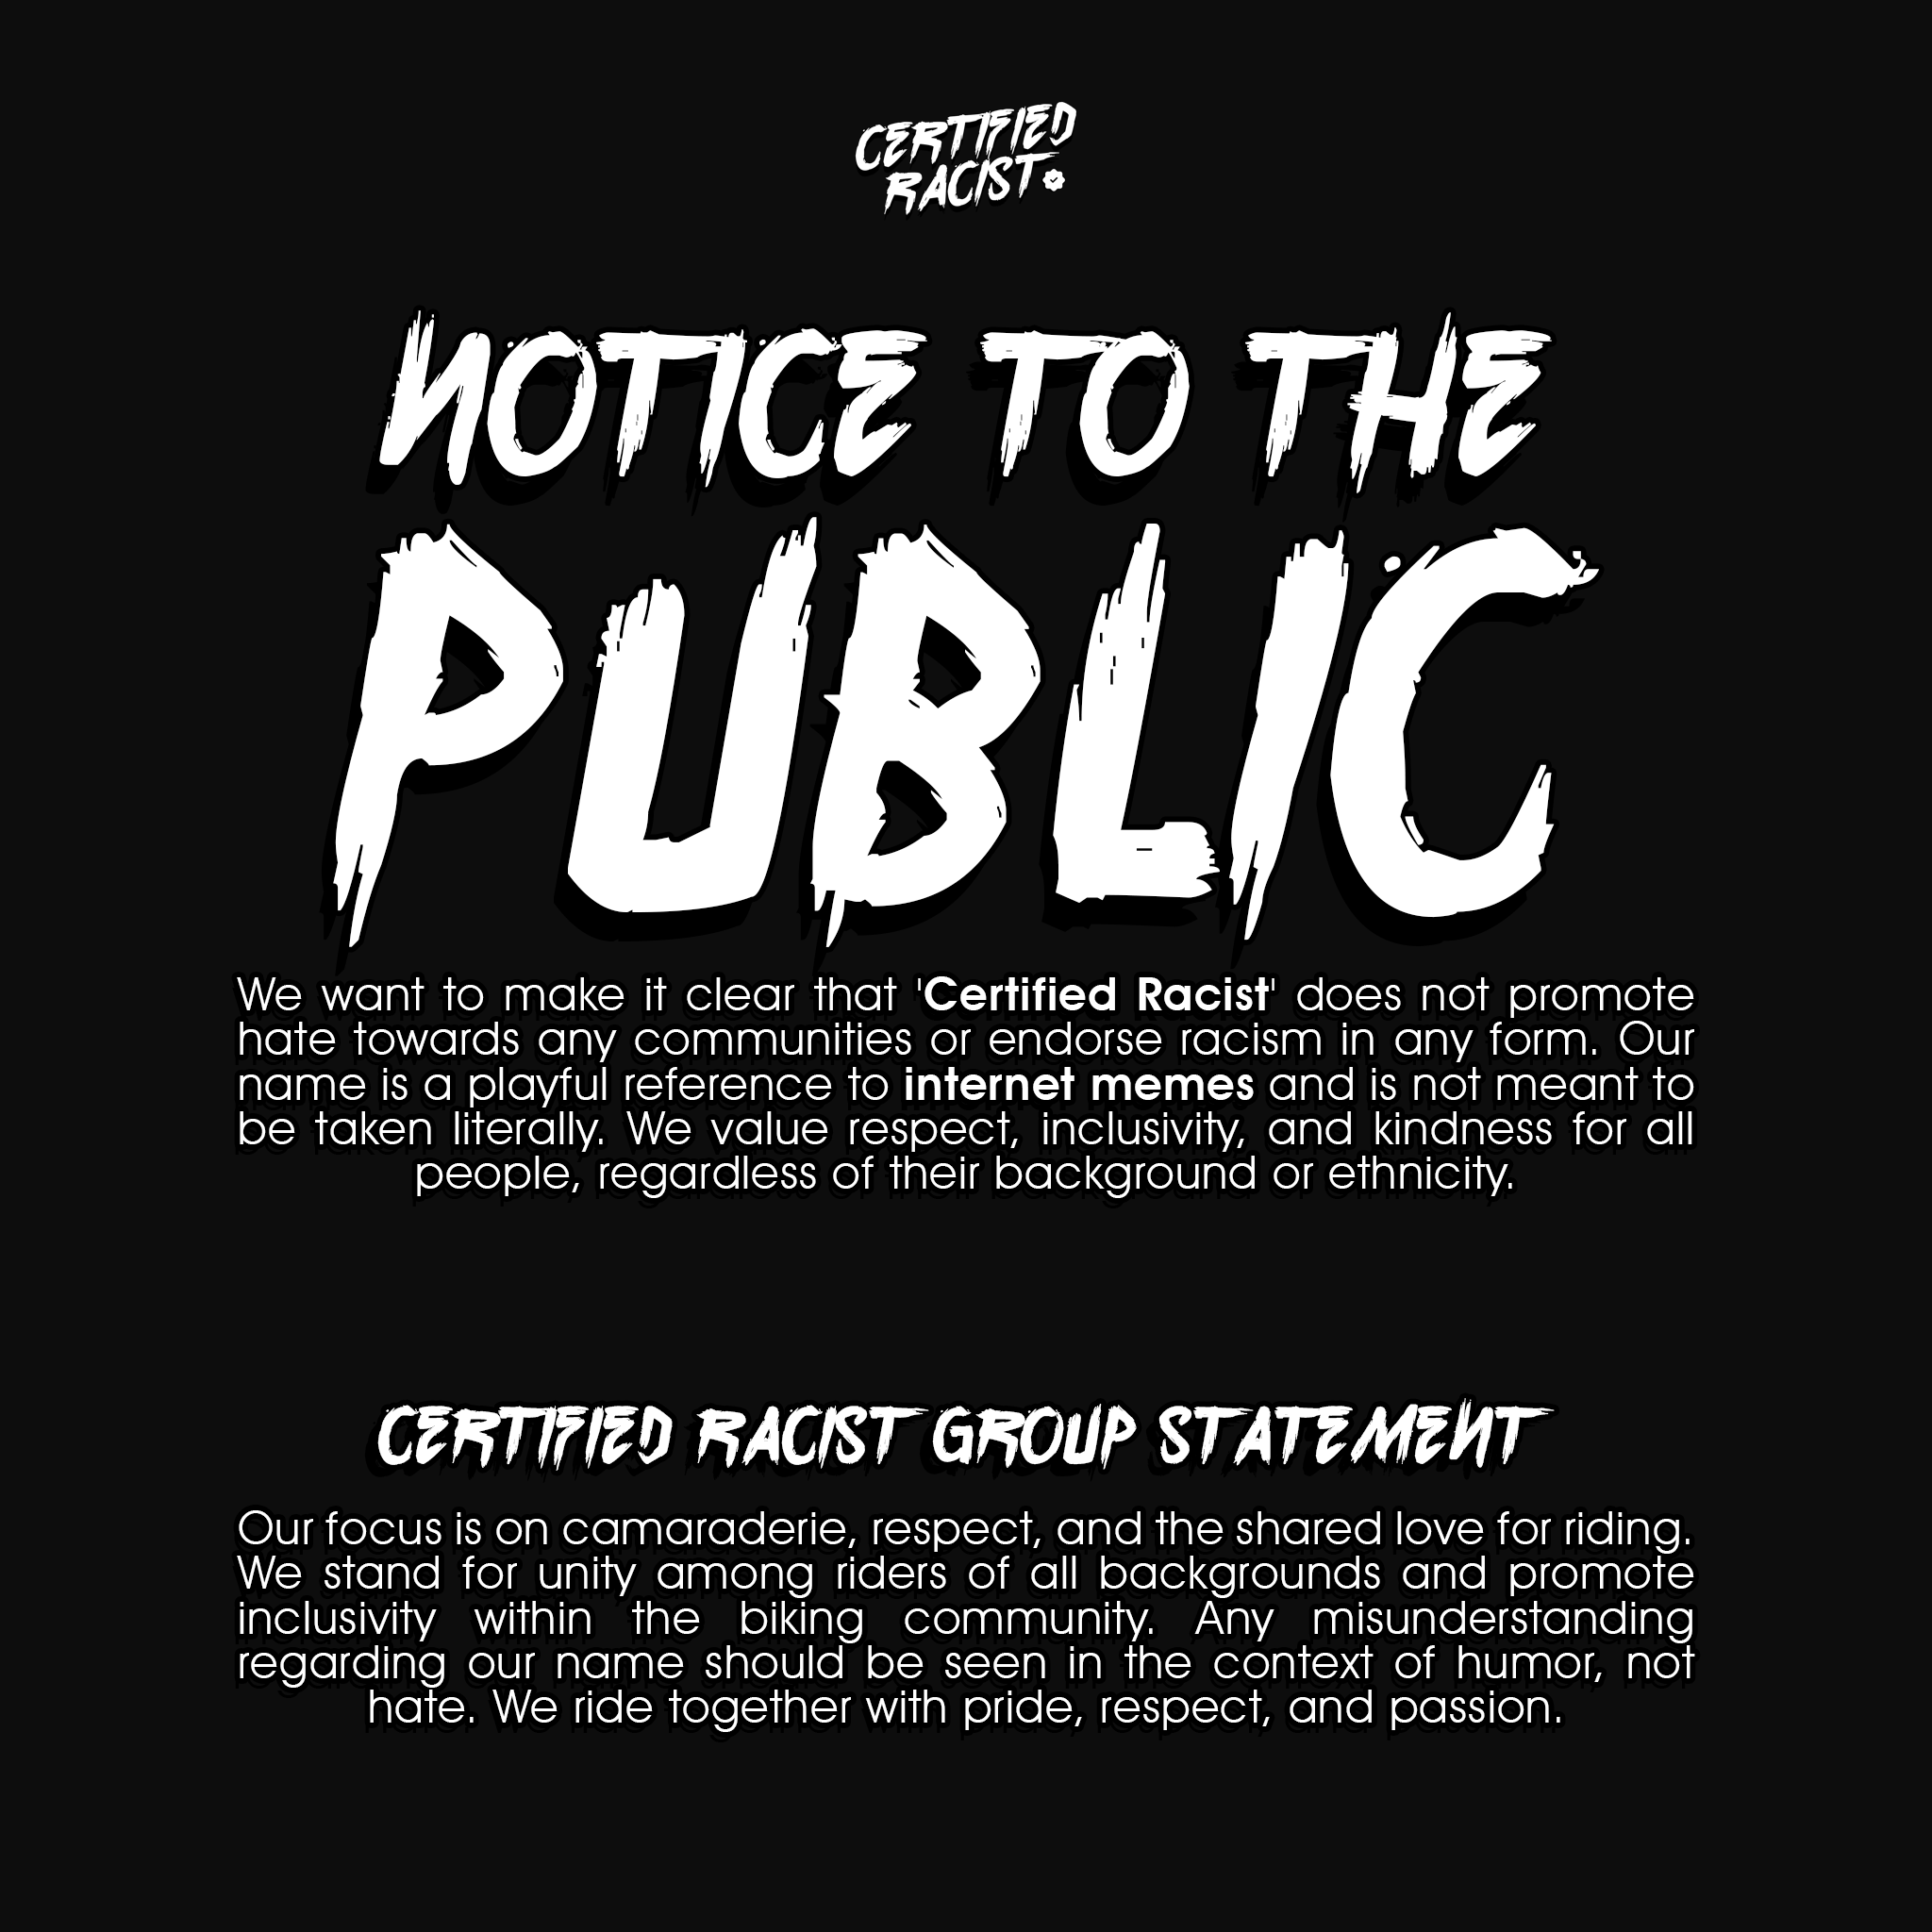 CERTIFIED
RACIST
NOTICE TO THE
PUBLIC
We want to make it clear that 'Certified Racist' does not promote
hate towards any communities or endorse racism in any form. Our
name is a playful reference to internet memes and is not meant to
be taken literally. We value respect, inclusivity, and kindness for all
people, regardless of their background or ethnicity.
CERTIFIED RACIST GROUP STATEMENT
Our focus is on camaraderie, respect, and the shared love for riding.
We stand for unity among riders of all backgrounds and promote
inclusivity within the biking community. Any misunderstanding
regarding our name should be seen in the context of humor, not
hate. We ride together with pride, respect, and passion.